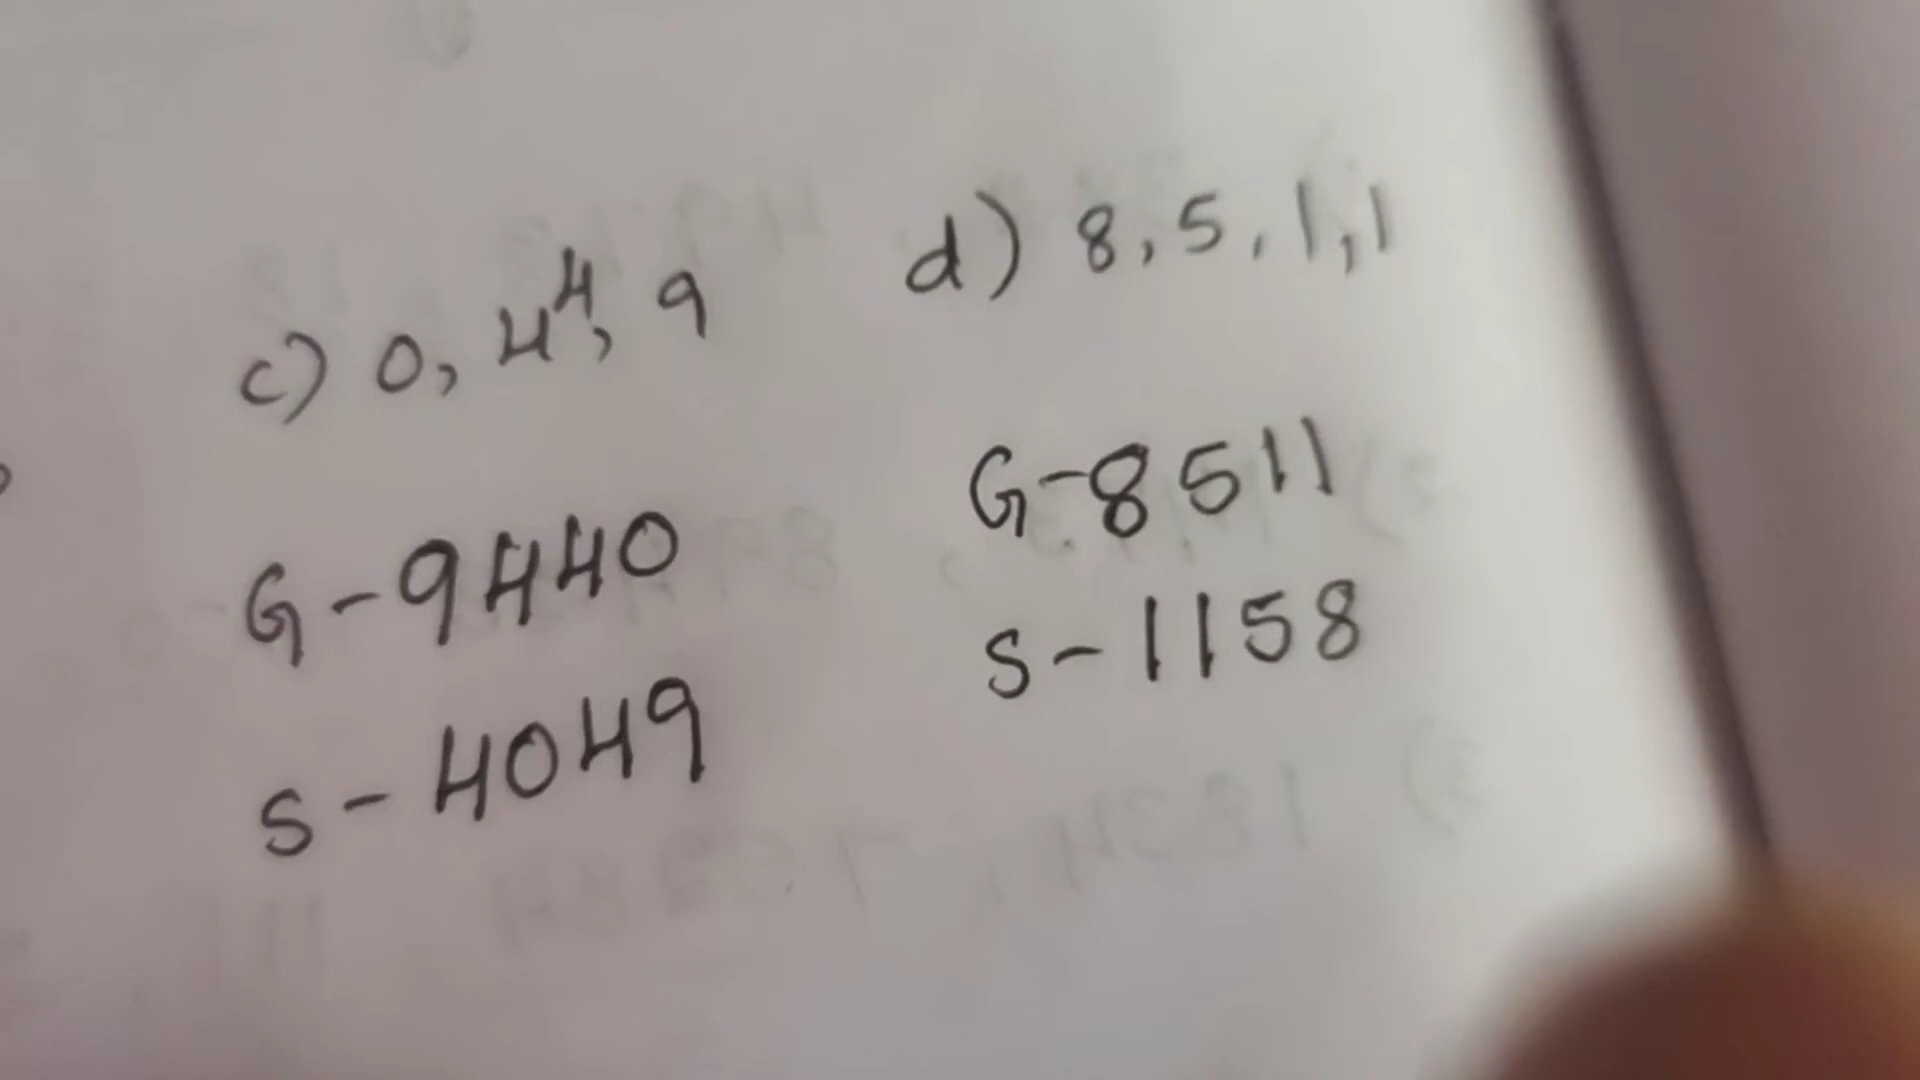 c) 0, 4 4, 9
G - 9440
S - 4049
d) 8, 5, 1, 1
G - 8511
S - 1158